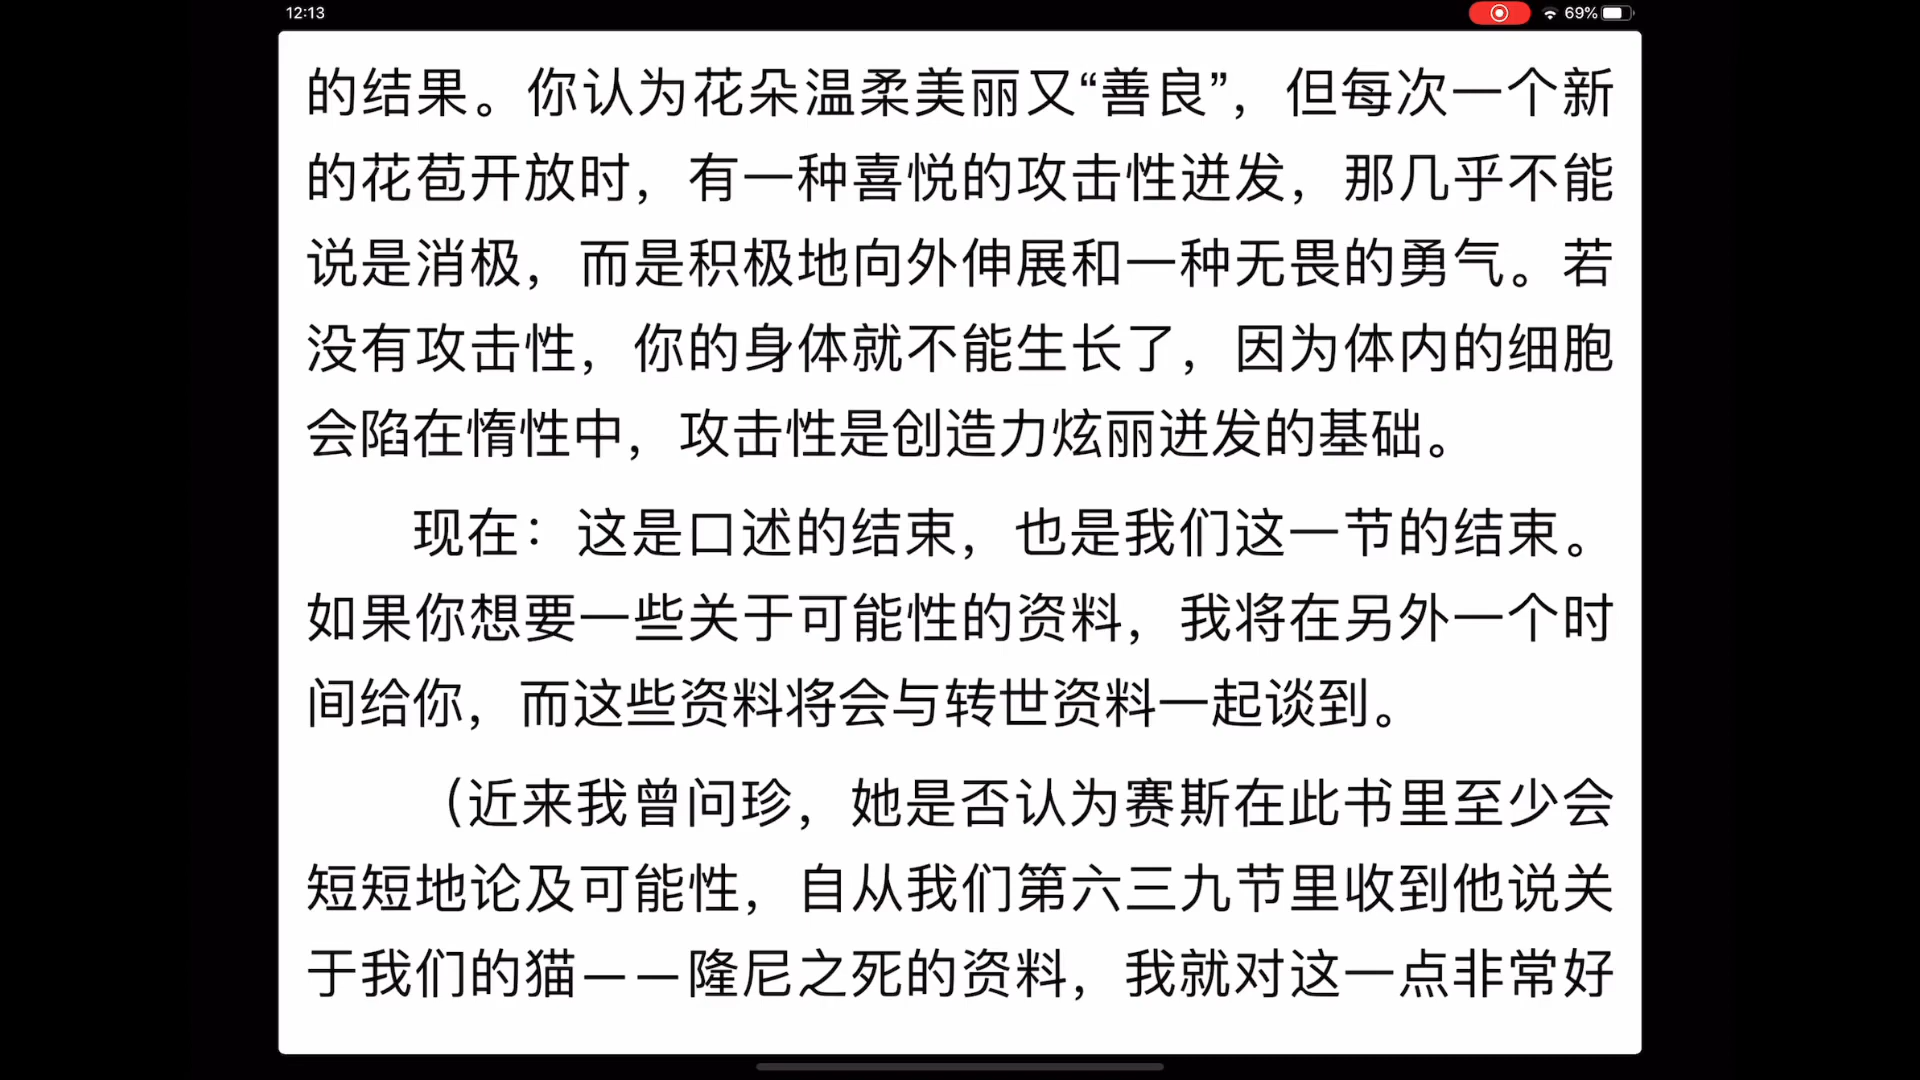 12:13
69%
的结果。你认为花朵温柔美丽又“善良”，但每次一个新
的花苞开放时，有一种喜悦的攻击性迸发，那几乎不能
说是消极，而是积极地向外伸展和一种无畏的勇气。若
没有攻击性，你的身体就不能生长了，因为体内的细胞
会陷在惰性中，攻击性是创造力炫丽迸发的基础。
现在：这是口述的结束，也是我们这一节的结束。
如果你想要一些关于可能性的资料，我将在另外一个时
间给你，而这些资料将会与转世资料一起谈到。
（近来我曾问珍，她是否认为赛斯在此书里至少会
短短地论及可能性，自从我们第六三九节里收到他说关
于我们的猫——隆尼之死的资料，我就对这一点非常好